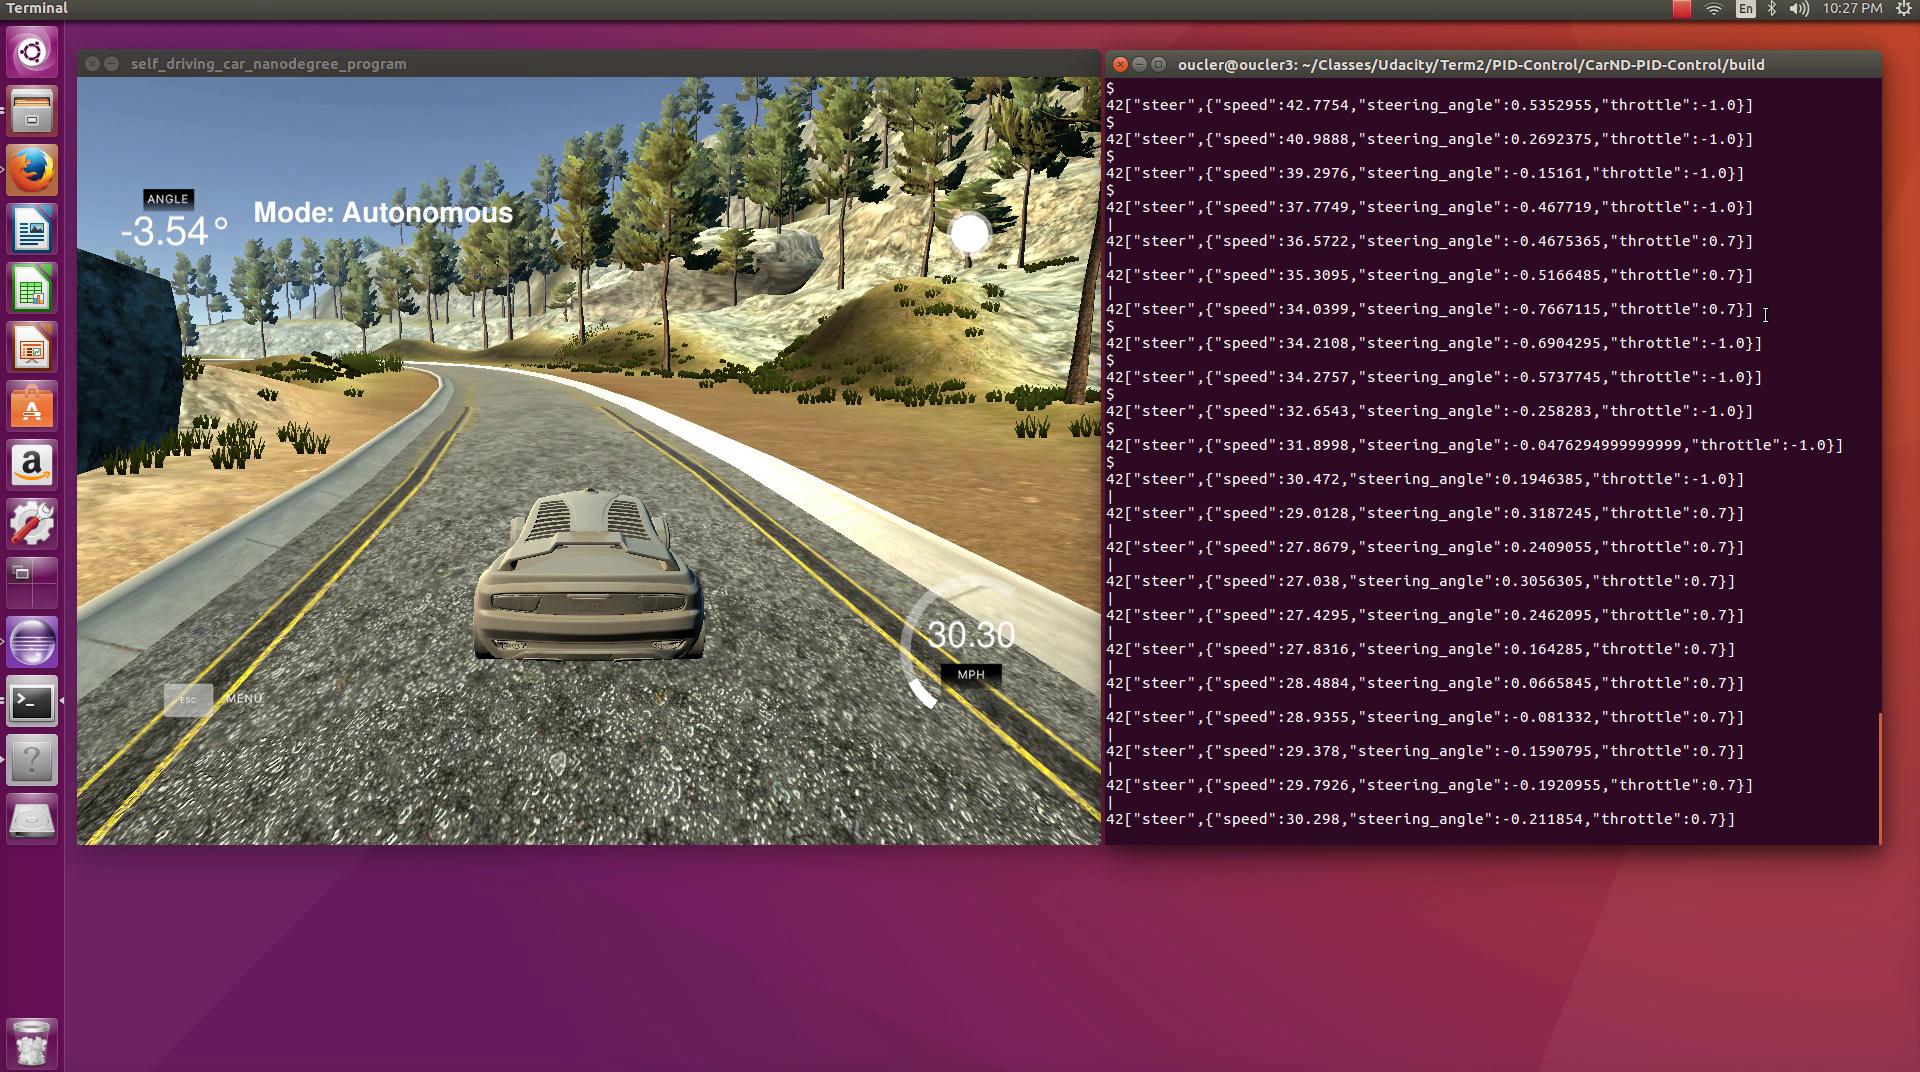 Terminal
En
10:27 PM
self_driving_car_nanodegree_program
ANGLE
-3.54°
Mode: Autonomous
30.30
MPH
ESC
MENU
a
?
oucler@oucler3: ~/Classes/Udacity/Term2/PID-Control/CarND-PID-Control/build
$
42["steer",{"speed":42.7754,"steering_angle":0.5352955,"throttle":-1.0}]
$
42["steer",{"speed":40.9888,"steering_angle":0.2692375,"throttle":-1.0}]
$
42["steer",{"speed":39.2976,"steering_angle":-0.15161,"throttle":-1.0}]
$
42["steer",{"speed":37.7749,"steering_angle":-0.467719,"throttle":-1.0}]
|
42["steer",{"speed":36.5722,"steering_angle":-0.4675365,"throttle":0.7}]
|
42["steer",{"speed":35.3095,"steering_angle":-0.5166485,"throttle":0.7}]
|
42["steer",{"speed":34.0399,"steering_angle":-0.7667115,"throttle":0.7}]
$
42["steer",{"speed":34.2108,"steering_angle":-0.6904295,"throttle":-1.0}]
$
42["steer",{"speed":34.2757,"steering_angle":-0.5737745,"throttle":-1.0}]
$
42["steer",{"speed":32.6543,"steering_angle":-0.258283,"throttle":-1.0}]
$
42["steer",{"speed":31.8998,"steering_angle":-0.0476294999999999,"throttle":-1.0}]
$
42["steer",{"speed":30.472,"steering_angle":0.1946385,"throttle":-1.0}]
|
42["steer",{"speed":29.0128,"steering_angle":0.3187245,"throttle":0.7}]
|
42["steer",{"speed":27.8679,"steering_angle":0.2409055,"throttle":0.7}]
|
42["steer",{"speed":27.038,"steering_angle":0.3056305,"throttle":0.7}]
|
42["steer",{"speed":27.4295,"steering_angle":0.2462095,"throttle":0.7}]
|
42["steer",{"speed":27.8316,"steering_angle":0.164285,"throttle":0.7}]
|
42["steer",{"speed":28.4884,"steering_angle":0.0665845,"throttle":0.7}]
|
42["steer",{"speed":28.9355,"steering_angle":-0.081332,"throttle":0.7}]
|
42["steer",{"speed":29.378,"steering_angle":-0.1590795,"throttle":0.7}]
|
42["steer",{"speed":29.7926,"steering_angle":-0.1920955,"throttle":0.7}]
|
42["steer",{"speed":30.298,"steering_angle":-0.211854,"throttle":0.7}]